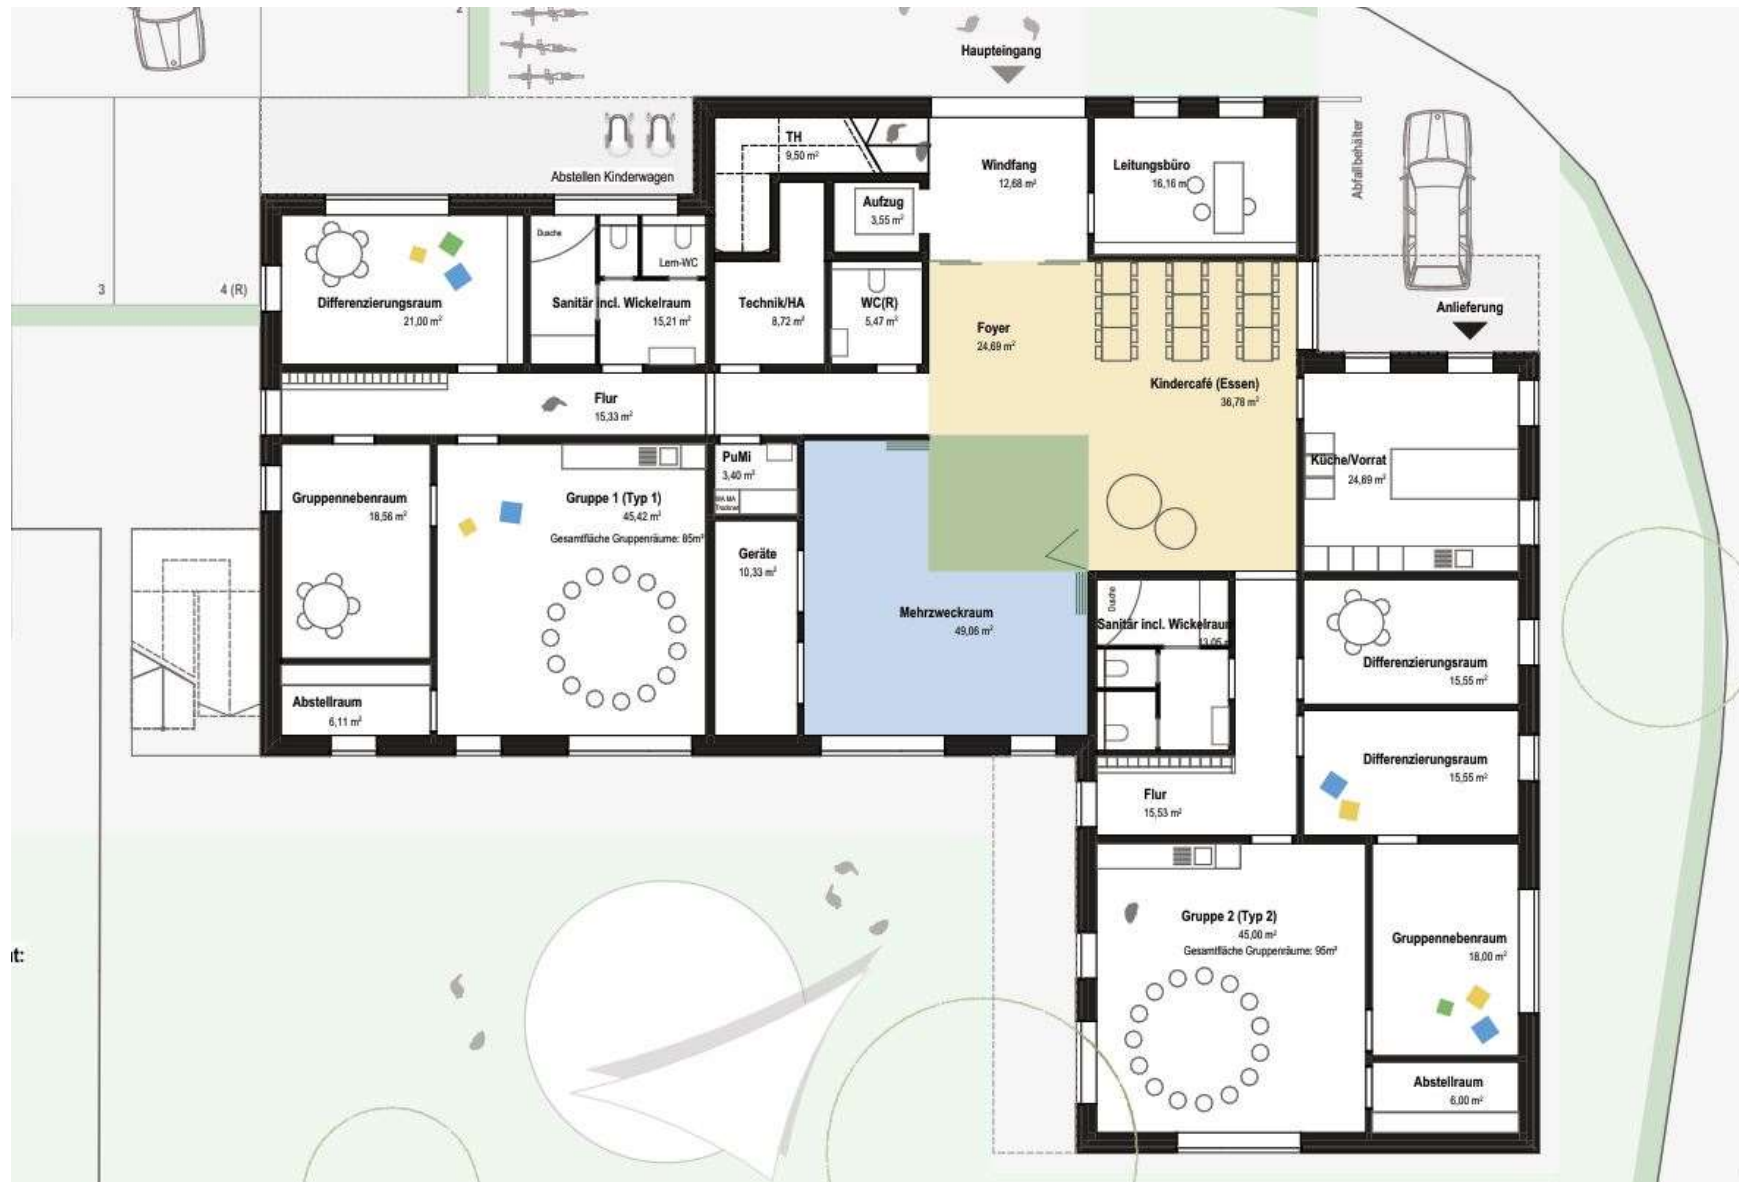 2
Haupteingang
TH
9,50 m²
Windfang
12,68 m²
Leitungsbüro
16,16 m
Abfallbehälter
Abstellen Kinderwagen
Aufzug
3,55 m²
Dusche
Lern-WC
3
4 (R)
Differenzierungsraum
21,00 m²
Sanitär incl. Wickelraum
15,21 m²
Technik/HA
8,72 m²
WC(R)
5,47 m²
Foyer
24,69 m²
Anlieferung
Kindercafé (Essen)
36,78 m²
Flur
15,33 m²
PuMi
3,40 m²
Küche/Vorrat
24,69 m²
Gruppennebenraum
18,56 m²
Gruppe 1 (Typ 1)
45,42 m²
Gesamtfläche Gruppenräume: 85m²
WA MA
Trockner
Geräte
10,33 m²
Mehrzweckraum
49,06 m²
Dusche
Sanitär incl. Wickelraum
13,05
Differenzierungsraum
15,55 m²
Abstellraum
6,11 m²
Differenzierungsraum
15,55 m²
Flur
15,53 m²
Gruppe 2 (Typ 2)
45,00 m²
Gesamtfläche Gruppenräume: 95m²
Gruppennebenraum
18,00 m²
t:
Abstellraum
6,00 m²